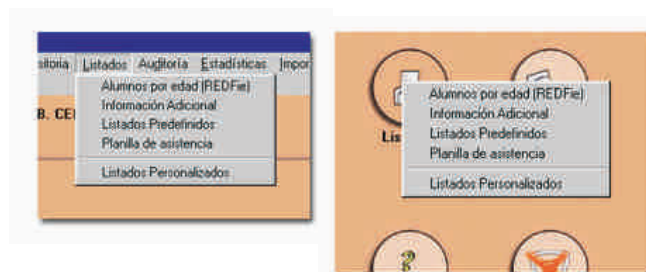 Listados Auditoría Estadísticas Impor
Alumnos por edad (REDFie)
Información Adicional
Listados Predefinidos
Planilla de asistencia
Listados Personalizados
B. CE
Alumnos por edad (REDFie)
Información Adicional
Listados Predefinidos
Planilla de asistencia
Listados Personalizados
Lis